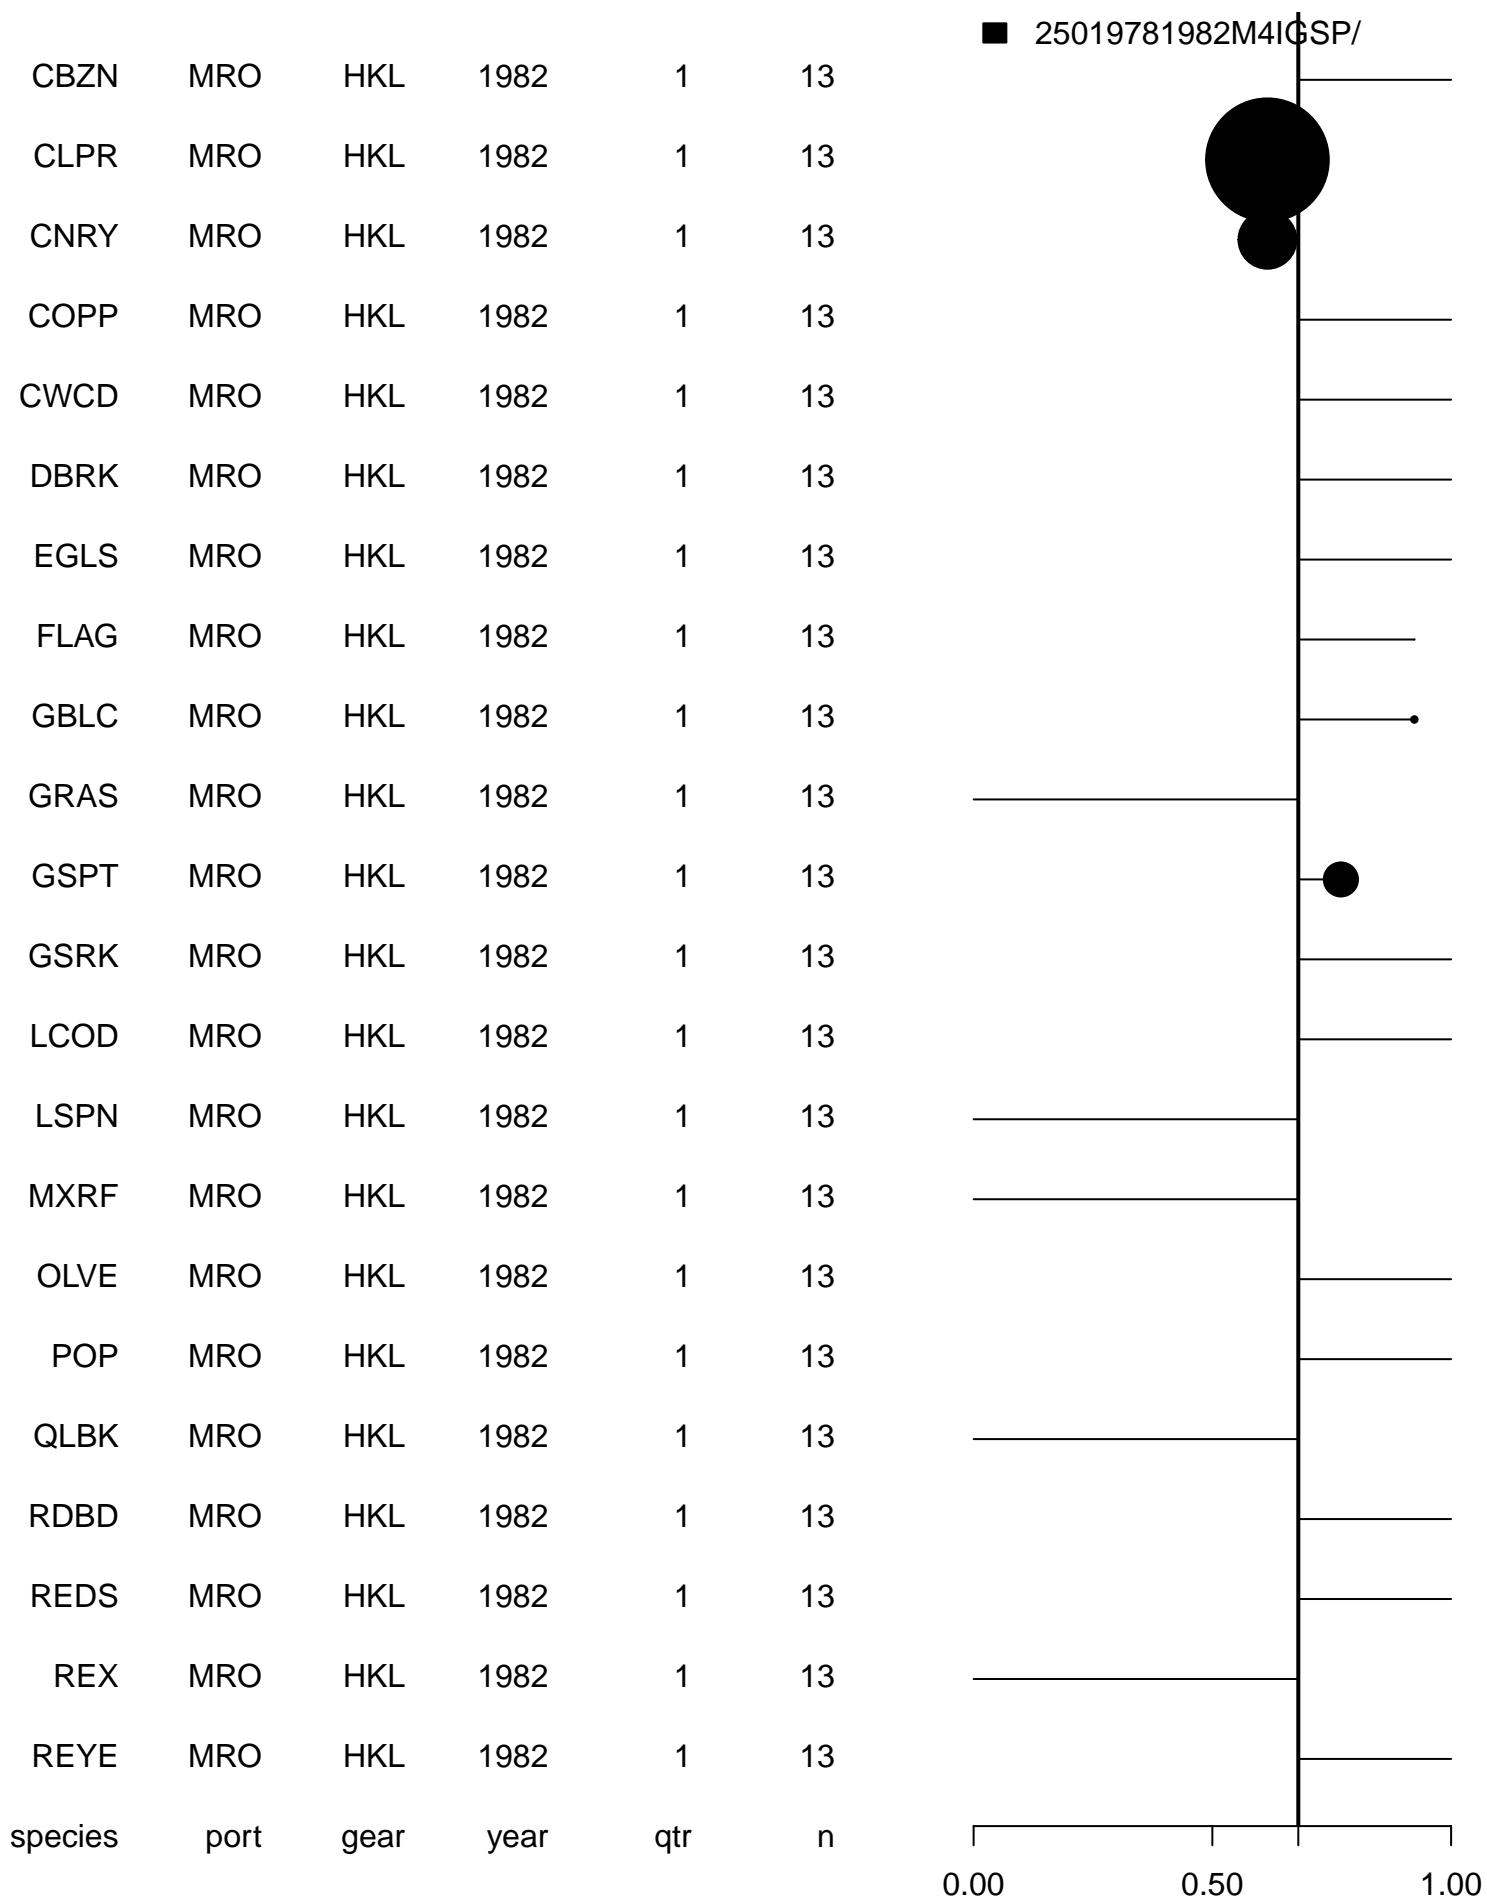 25019781982M4IGSP/
CBZN MRO HKL 1982 1 13
CLPR MRO HKL 1982 1 13
CNRY MRO HKL 1982 1 13
COPP MRO HKL 1982 1 13
CWCD MRO HKL 1982 1 13
DBRK MRO HKL 1982 1 13
EGLS MRO HKL 1982 1 13
FLAG MRO HKL 1982 1 13
GBLC MRO HKL 1982 1 13
GRAS MRO HKL 1982 1 13
GSPT MRO HKL 1982 1 13
GSRK MRO HKL 1982 1 13
LCOD MRO HKL 1982 1 13
LSPN MRO HKL 1982 1 13
MXRF MRO HKL 1982 1 13
OLVE MRO HKL 1982 1 13
POP MRO HKL 1982 1 13
QLBK MRO HKL 1982 1 13
RDBD MRO HKL 1982 1 13
REDS MRO HKL 1982 1 13
REX MRO HKL 1982 1 13
REYE MRO HKL 1982 1 13
species port gear year qtr n
0.00 0.50 1.00